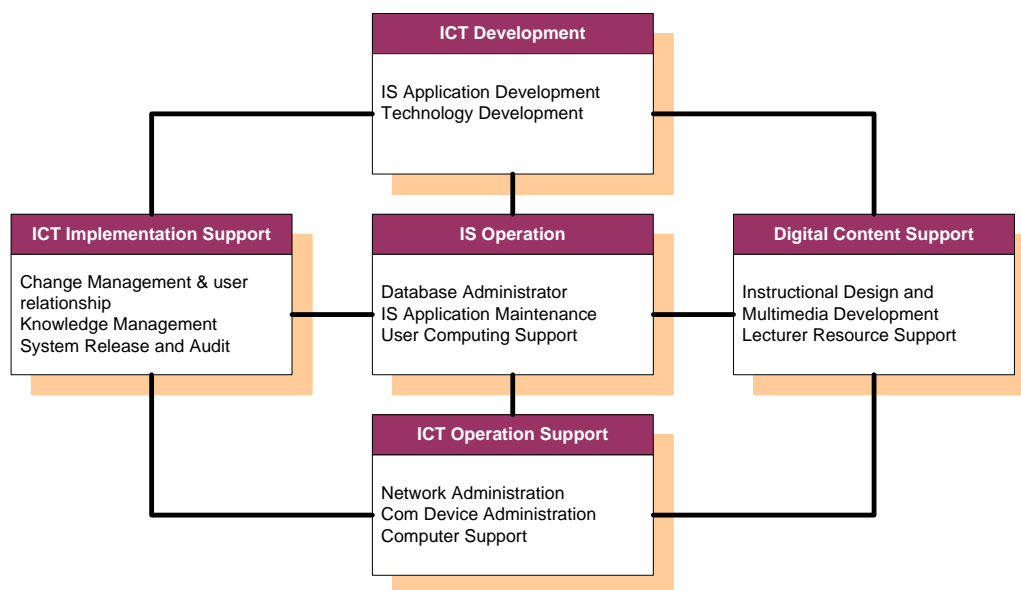 ICT Development
IS Application Development
Technology Development
ICT Implementation Support
Change Management & user
relationship
Knowledge Management
System Release and Audit
IS Operation
Database Administrator
IS Application Maintenance
User Computing Support
Digital Content Support
Instructional Design and
Multimedia Development
Lecturer Resource Support
ICT Operation Support
Network Administration
Com Device Administration
Computer Support